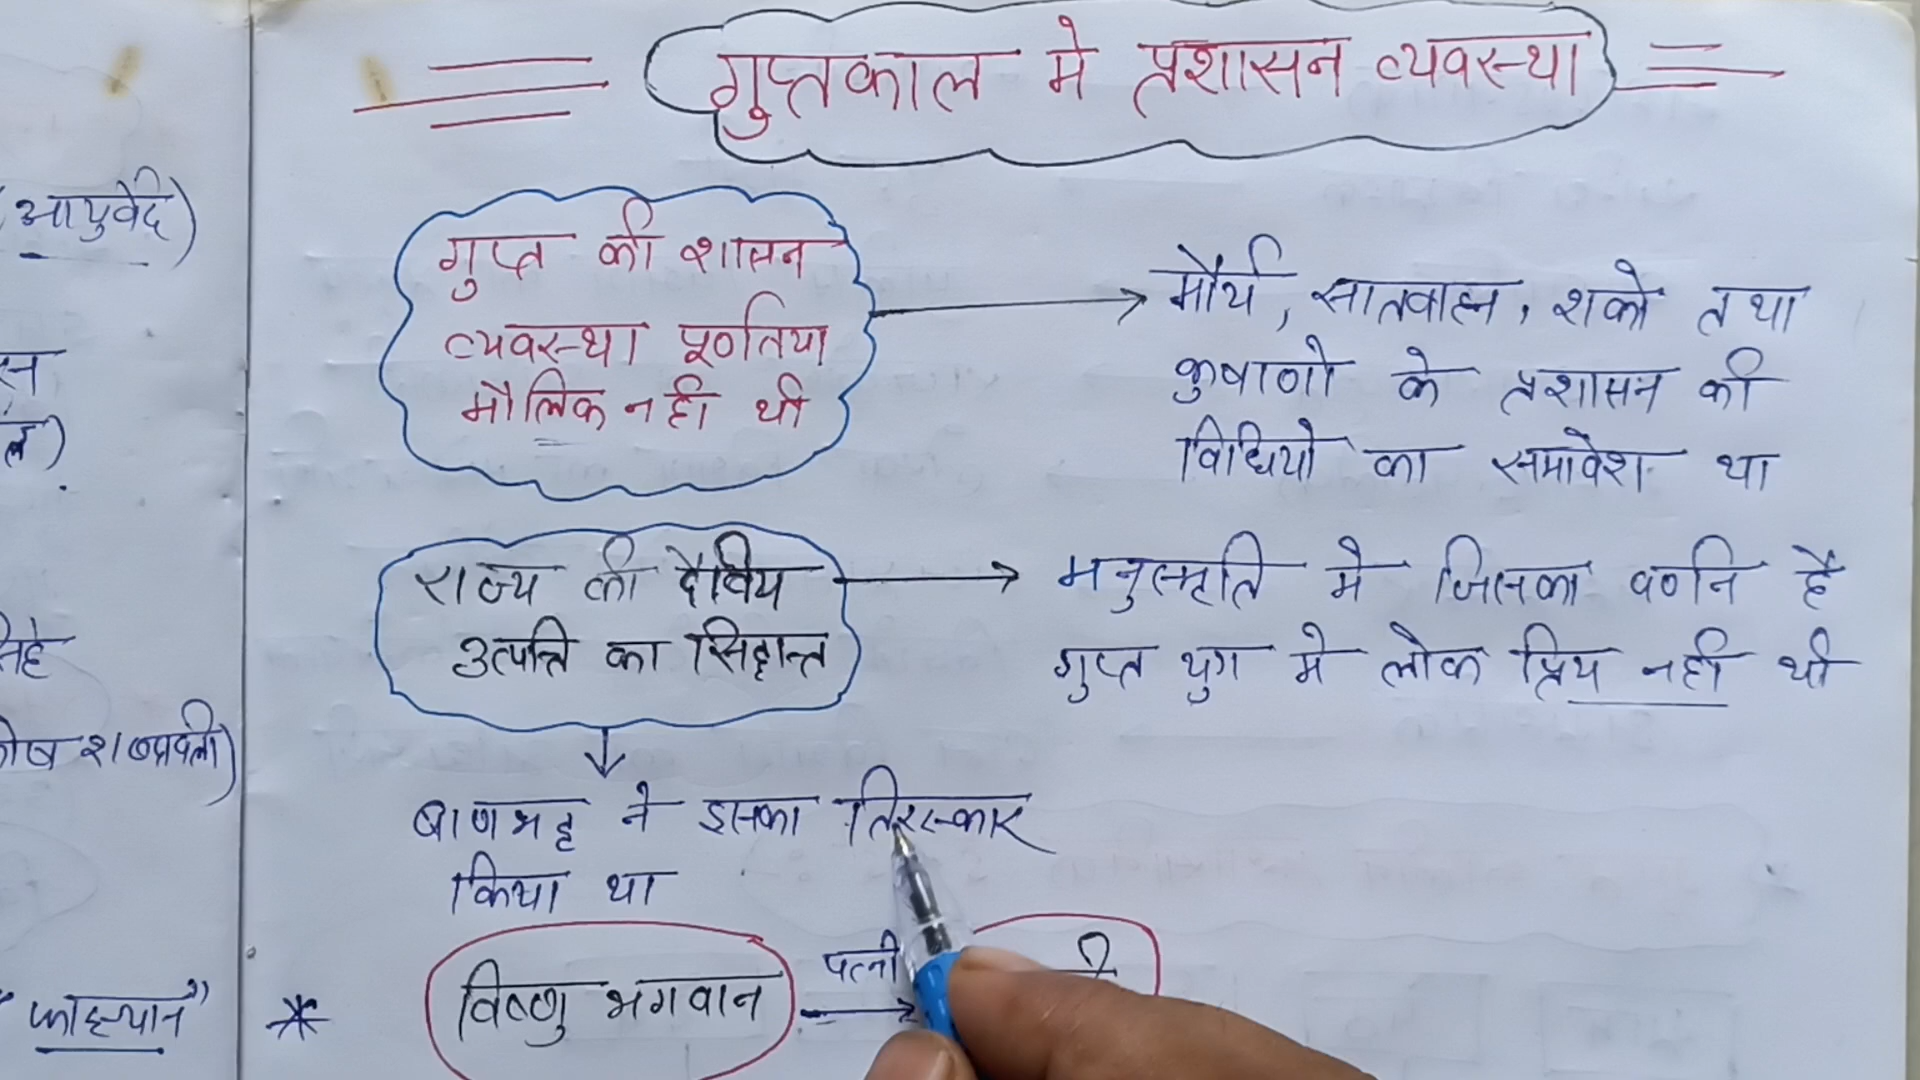 गुप्तकाल मे प्रशासन व्यवस्था
(आयुर्वेद)
गुप्त की शासन
व्यवस्था पूर्णतिया
मौलिक नही थी
मौर्य, सातवाहन, शको तथा
कुषाणो के प्रशासन की
विधियो का समावेश था
राज्य की दैविय
उत्पत्ति का सिद्दान्त
मनुस्मृति मे जिसका वर्णन है
गुप्त युग मे लोक प्रिय नही थी
बाणभट्ट ने इसका तिरस्कार
किया था
* विष्णु भगवान पत्नी